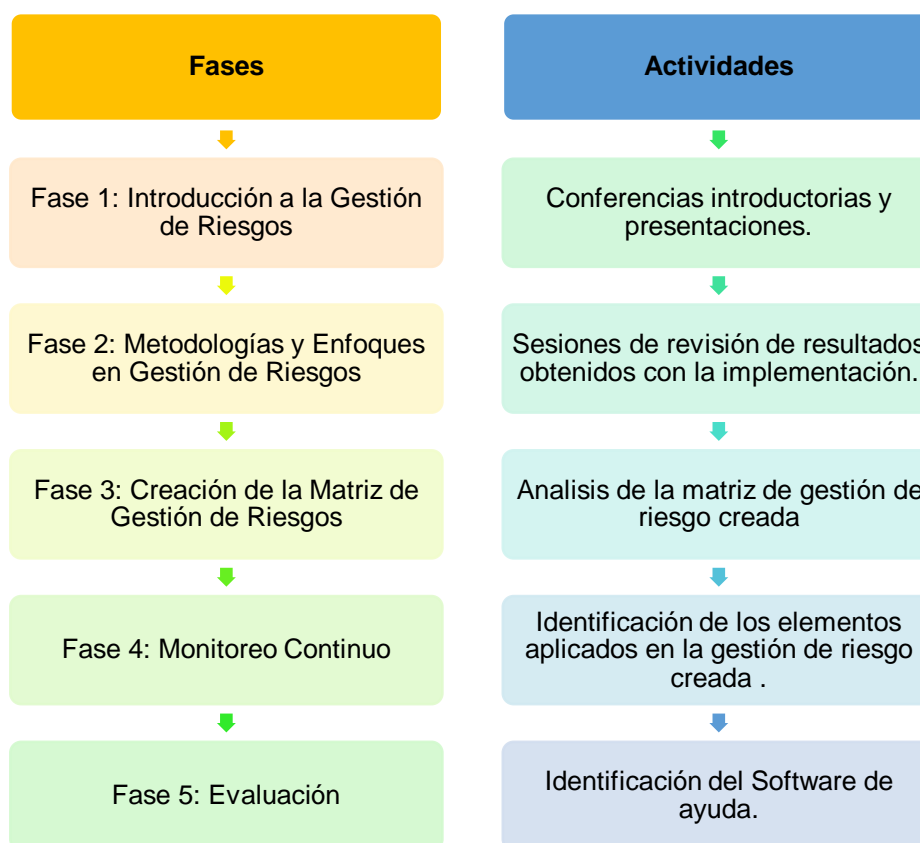 Fases
Fase 1: Introducción a la Gestión
de Riesgos
Fase 2: Metodologías y Enfoques
en Gestión de Riesgos
Fase 3: Creación de la Matriz de
Gestión de Riesgos
Fase 4: Monitoreo Continuo
Fase 5: Evaluación
Actividades
Conferencias introductorias y
presentaciones.
Sesiones de revisión de resultados
obtenidos con la implementación.
Analisis de la matriz de gestión de
riesgo creada
Identificación de los elementos
aplicados en la gestión de riesgo
creada .
Identificación del Software de
ayuda.